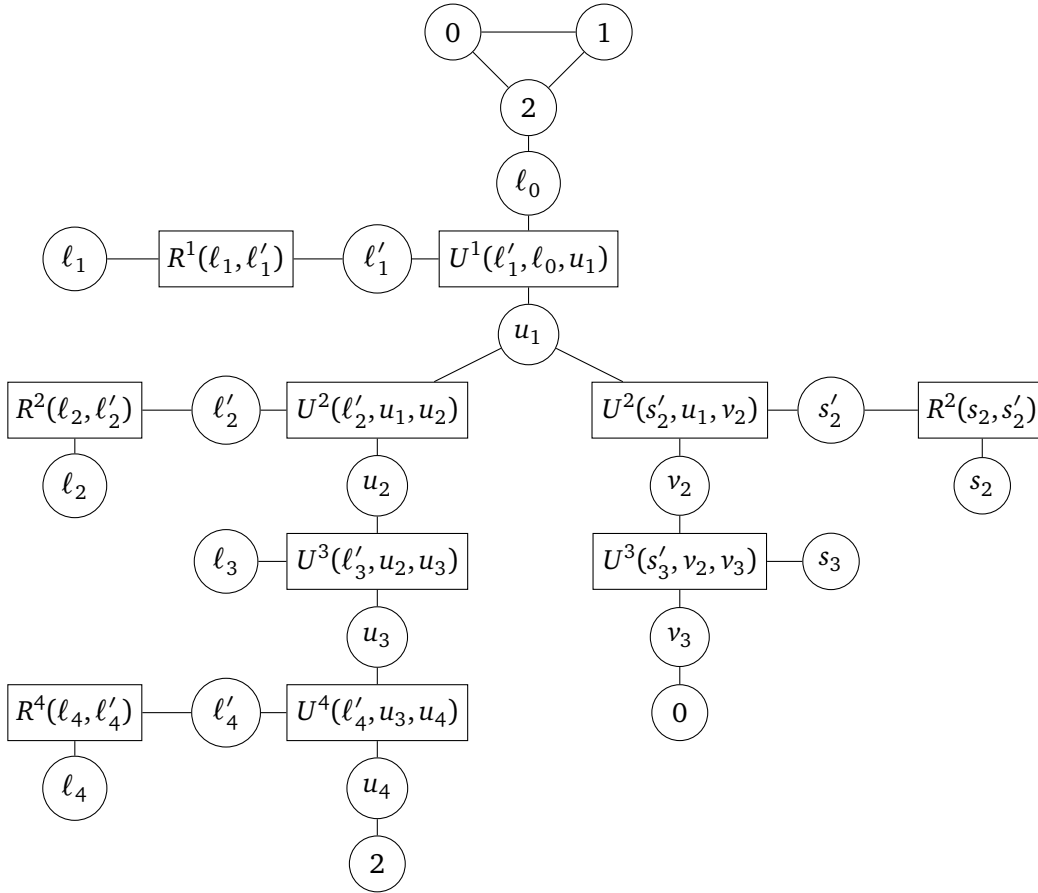 0 1
2
ℓ₀
ℓ₁ R¹(ℓ₁, ℓ′₁) ℓ′₁ U¹(ℓ′₁, ℓ₀, u₁)
u₁
R²(ℓ₂, ℓ′₂) ℓ′₂ U²(ℓ′₂, u₁, u₂) U²(s′₂, u₁, v₂) s′₂ R²(s₂, s′₂)
ℓ₂ u₂ v₂ s₂
ℓ₃ U³(ℓ′₃, u₂, u₃) U³(s′₃, v₂, v₃) s₃
u₃ v₃
R⁴(ℓ₄, ℓ′₄) ℓ′₄ U⁴(ℓ′₄, u₃, u₄) 0
ℓ₄ u₄
2